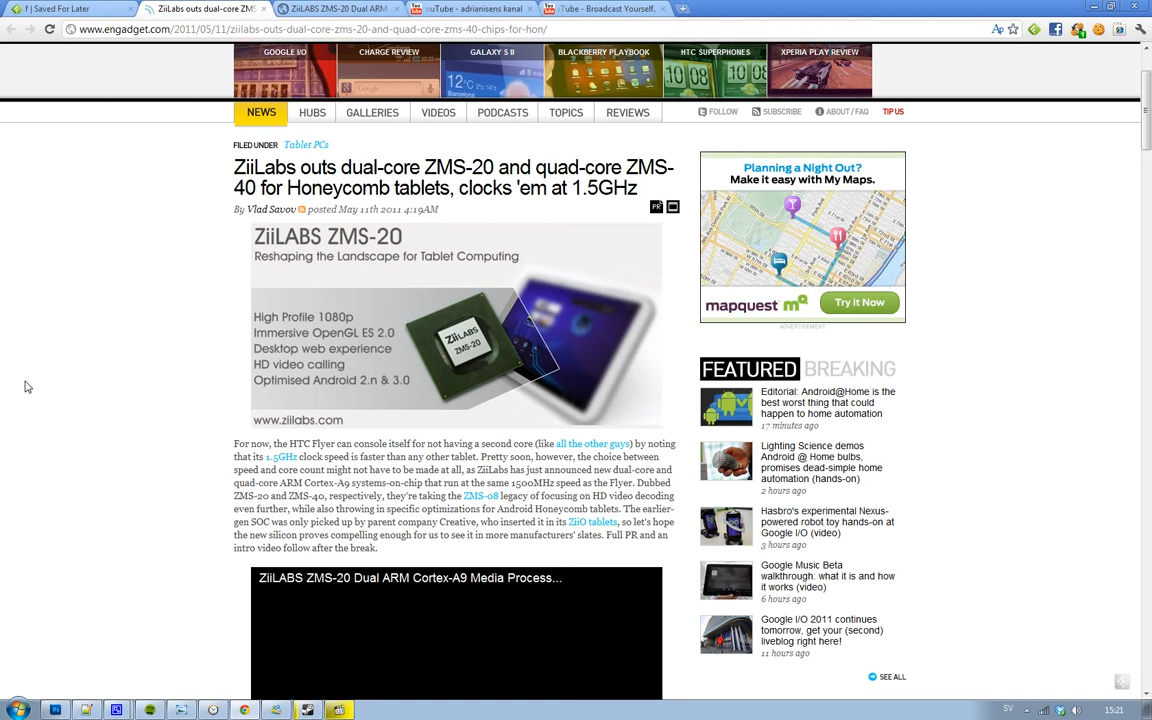 f | Saved For Later
ZiiLabs outs dual-core ZMS
ZiiLABS ZMS-20 Dual ARM
ouTube - adrianisens kanal
Tube - Broadcast Yourself.
www.engadget.com/2011/05/11/ziilabs-outs-dual-core-zms-20-and-quad-core-zms-40-chips-for-hon/
GOOGLE I/O
CHARGE REVIEW
GALAXY S II
BLACKBERRY PLAYBOOK
HTC SUPERPHONES
XPERIA PLAY REVIEW
NEWS
HUBS
GALLERIES
VIDEOS
PODCASTS
TOPICS
REVIEWS
FOLLOW
SUBSCRIBE
ABOUT / FAQ
TIP US
FILED UNDER Tablet PCs
ZiiLabs outs dual-core ZMS-20 and quad-core ZMS-
40 for Honeycomb tablets, clocks 'em at 1.5GHz
By Vlad Savov posted May 11th 2011 4:19AM
PR
ZiiLABS ZMS-20
Reshaping the Landscape for Tablet Computing
High Profile 1080p
Immersive OpenGL ES 2.0
Desktop web experience
HD video calling
Optimised Android 2.n & 3.0
ZiiLABS
ZMS-20
www.ziilabs.com
For now, the HTC Flyer can console itself for not having a second core (like all the other guys) by noting
that its 1.5GHz clock speed is faster than any other tablet. Pretty soon, however, the choice between
speed and core count might not have to be made at all, as ZiiLabs has just announced new dual-core and
quad-core ARM Cortex-A9 systems-on-chip that run at the same 1500MHz speed as the Flyer. Dubbed
ZMS-20 and ZMS-40, respectively, they're taking the ZMS-08 legacy of focusing on HD video decoding
even further, while also throwing in specific optimizations for Android Honeycomb tablets. The earlier-
gen SOC was only picked up by parent company Creative, who inserted it in its ZiiO tablets, so let's hope
the new silicon proves compelling enough for us to see it in more manufacturers' slates. Full PR and an
intro video follow after the break.
ZiiLABS ZMS-20 Dual ARM Cortex-A9 Media Process...
Planning a Night Out?
Make it easy with My Maps.
mapquest
Try It Now
ADVERTISEMENT
FEATURED BREAKING
Editorial: Android@Home is the
best worst thing that could
happen to home automation
17 minutes ago
Lighting Science demos
Android @ Home bulbs,
promises dead-simple home
automation (hands-on)
2 hours ago
Hasbro's experimental Nexus-
powered robot toy hands-on at
Google I/O (video)
3 hours ago
Google Music Beta
walkthrough: what it is and how
it works (video)
6 hours ago
Google I/O 2011 continues
tomorrow, get your (second)
liveblog right here!
11 hours ago
SEE ALL
SV
15:21